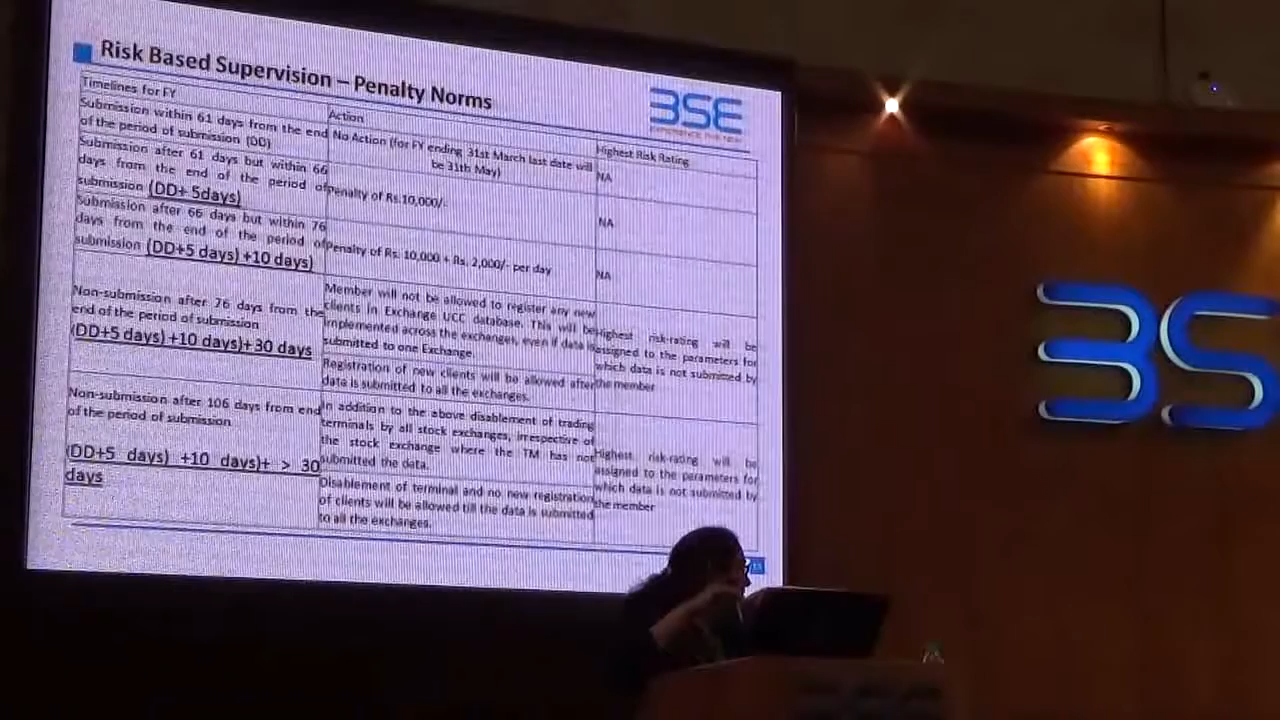 Risk Based Supervision – Penalty Norms
BSE
EXPERIENCE THE NEW
Timelines for FY
Action
Highest Risk Rating
Submission within 61 days from the end
of the period of submission (DD)
No Action (for FY ending 31st March last date will
be 31th May)
NA
Submission after 61 days but within 66
days from the end of the period of
submission (DD+ 5days)
Penalty of Rs.10,000/-
NA
Submission after 66 days but within 76
days from the end of the period of
submission (DD+5 days) +10 days)
Penalty of Rs. 10,000 + Rs. 2,000/- per day
NA
Non-submission after 76 days from the
end of the period of submission
(DD+5 days) +10 days)+ 30 days
Member will not be allowed to register any new
clients in Exchange UCC database. This will be
implemented across the exchanges, even if data is
submitted to one Exchange.
Registration of new clients will be allowed after
data is submitted to all the exchanges.
Highest risk-rating will be
assigned to the parameters for
which data is not submitted by
the member
Non-submission after 106 days from end
of the period of submission
(DD+5 days) +10 days)+ > 30
days
In addition to the above disablement of trading
terminals by all stock exchanges, irrespective of
the stock exchange where the TM has not
submitted the data.
Disablement of terminal and no new registration
of clients will be allowed till the data is submitted
to all the exchanges.
Highest risk-rating will be
assigned to the parameters for
which data is not submitted by
the member
BS